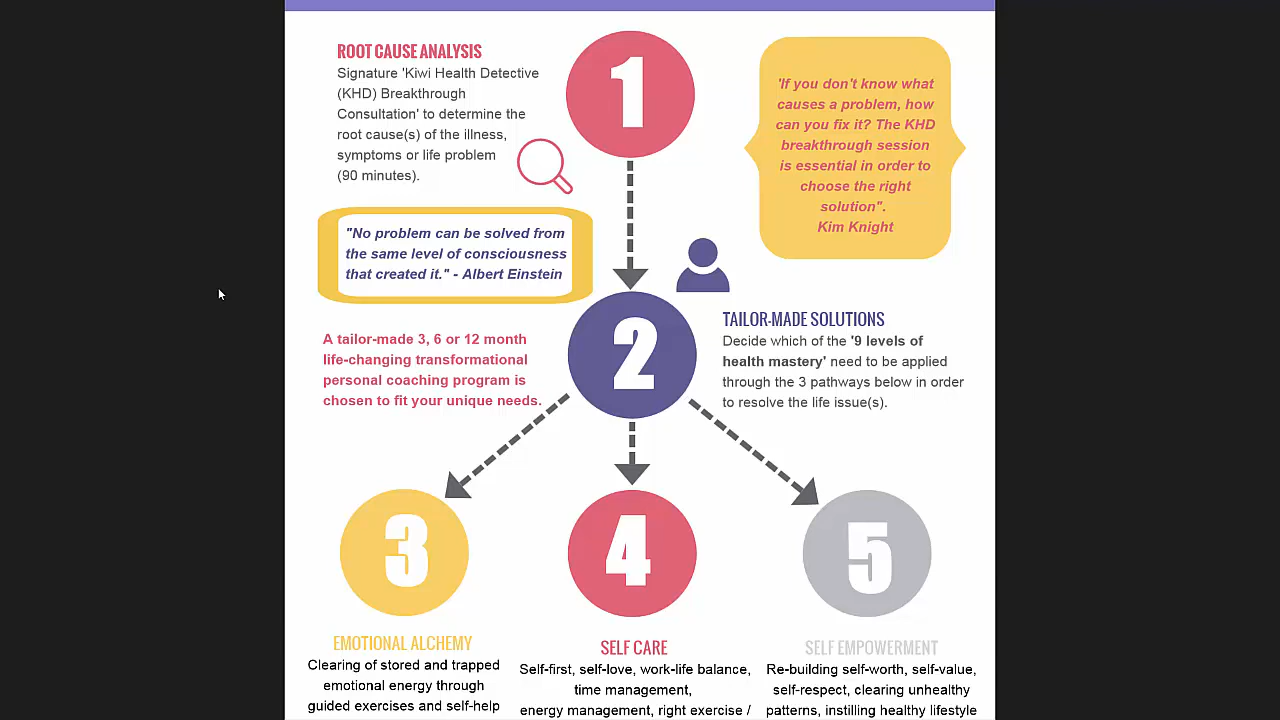 ROOT CAUSE ANALYSIS
Signature 'Kiwi Health Detective
(KHD) Breakthrough
Consultation' to determine the
root cause(s) of the illness,
symptoms or life problem
(90 minutes).
1
'If you don't know what
causes a problem, how
can you fix it? The KHD
breakthrough session
is essential in order to
choose the right
solution".
Kim Knight
"No problem can be solved from
the same level of consciousness
that created it." - Albert Einstein
A tailor-made 3, 6 or 12 month
life-changing transformational
personal coaching program is
chosen to fit your unique needs.
2
TAILOR-MADE SOLUTIONS
Decide which of the '9 levels of
health mastery' need to be applied
through the 3 pathways below in order
to resolve the life issue(s).
3
EMOTIONAL ALCHEMY
Clearing of stored and trapped
emotional energy through
guided exercises and self-help
4
SELF CARE
Self-first, self-love, work-life balance,
time management,
energy management, right exercise /
5
SELF EMPOWERMENT
Re-building self-worth, self-value,
self-respect, clearing unhealthy
patterns, instilling healthy lifestyle